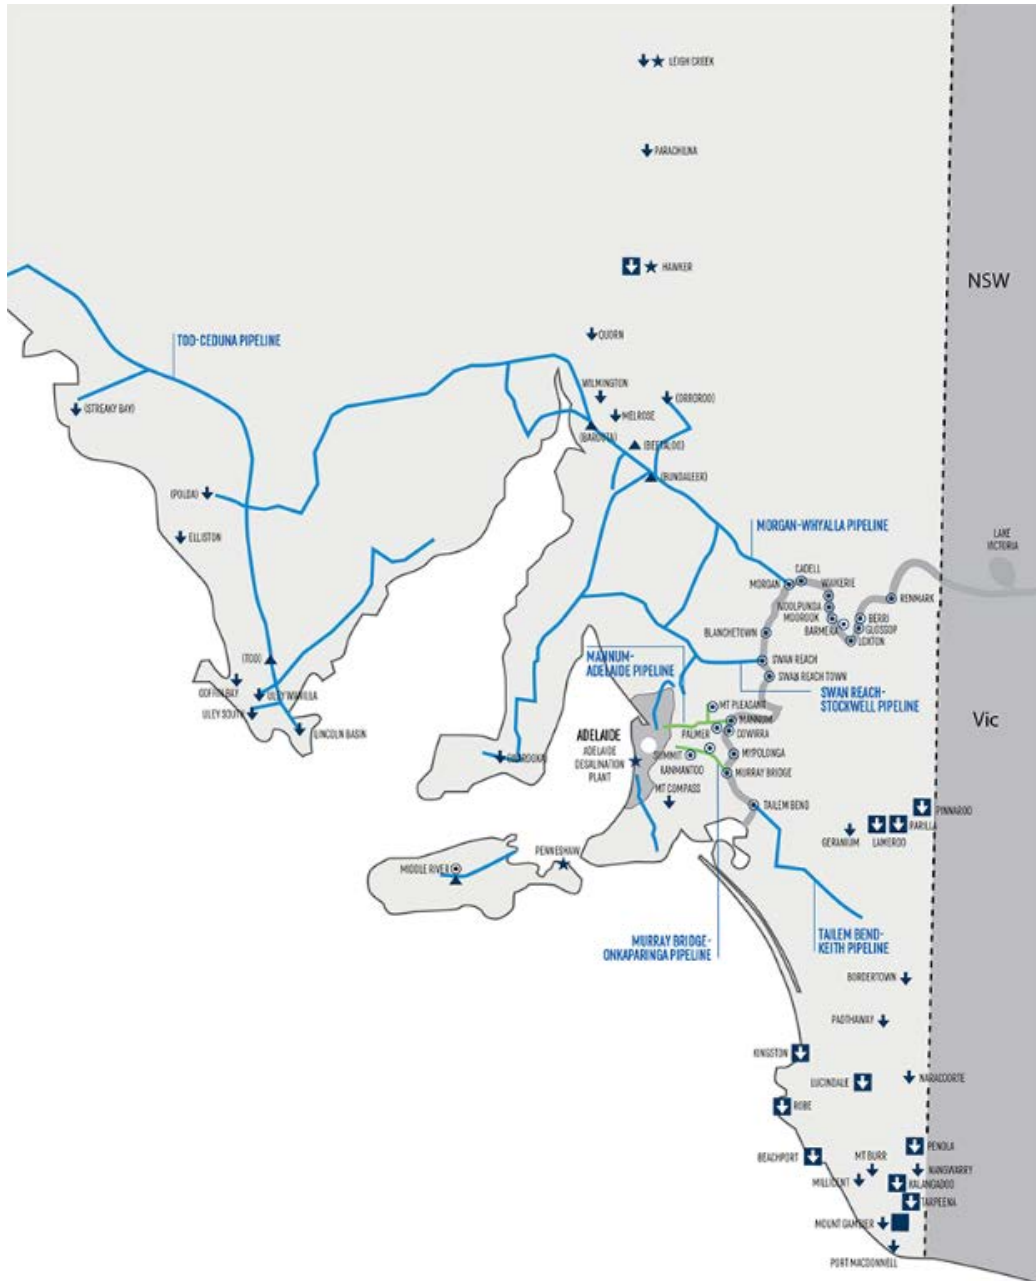 LEIGH CREEK
PARACHILNA
HAWKER
NSW
QUORN
TOD-CEDUNA PIPELINE
WILMINGTON
(ORROROO)
(STREAKY BAY)
MELROSE
(BAROOTA)
(BEETALOO)
(BUNDALEER)
(POLDA)
ELLISTON
MORGAN-WHYALLA PIPELINE
LAKE
VICTORIA
CADELL
MORGAN
WAIKERIE
RENMARK
WOOLPUNDA
MOOROOK
BERRI
BARMERA
GLOSSOP
LOXTON
BLANCHETOWN
(TOD)
MANNUM-
ADELAIDE PIPELINE
SWAN REACH
SWAN REACH TOWN
COFFIN BAY
ULEY WANILLA
ULEY SOUTH
SWAN REACH-
STOCKWELL PIPELINE
MT PLEASANT
LINCOLN BASIN
MANNUM
PALMER
COWIRRA
Vic
ADELAIDE
ADELAIDE
DESALINATION
PLANT
SUMMIT
MYPOLONGA
KANMANTOO
MURRAY BRIDGE
MT COMPASS
TAILEM BEND
PINNAROO
PARILLA
GERANIUM
LAMEROO
PENNESHAW
MIDDLE RIVER
MURRAY BRIDGE-
ONKAPARINGA PIPELINE
TAILEM BEND-
KEITH PIPELINE
BORDERTOWN
PADTHAWAY
KINGSTON
LUCINDALE
NARACOORTE
ROBE
PENOLA
BEACHPORT
MT BURR
NANGWARRY
MILLICENT
KALANGADOO
TARPEENA
MOUNT GAMBIER
PORT MACDONNELL